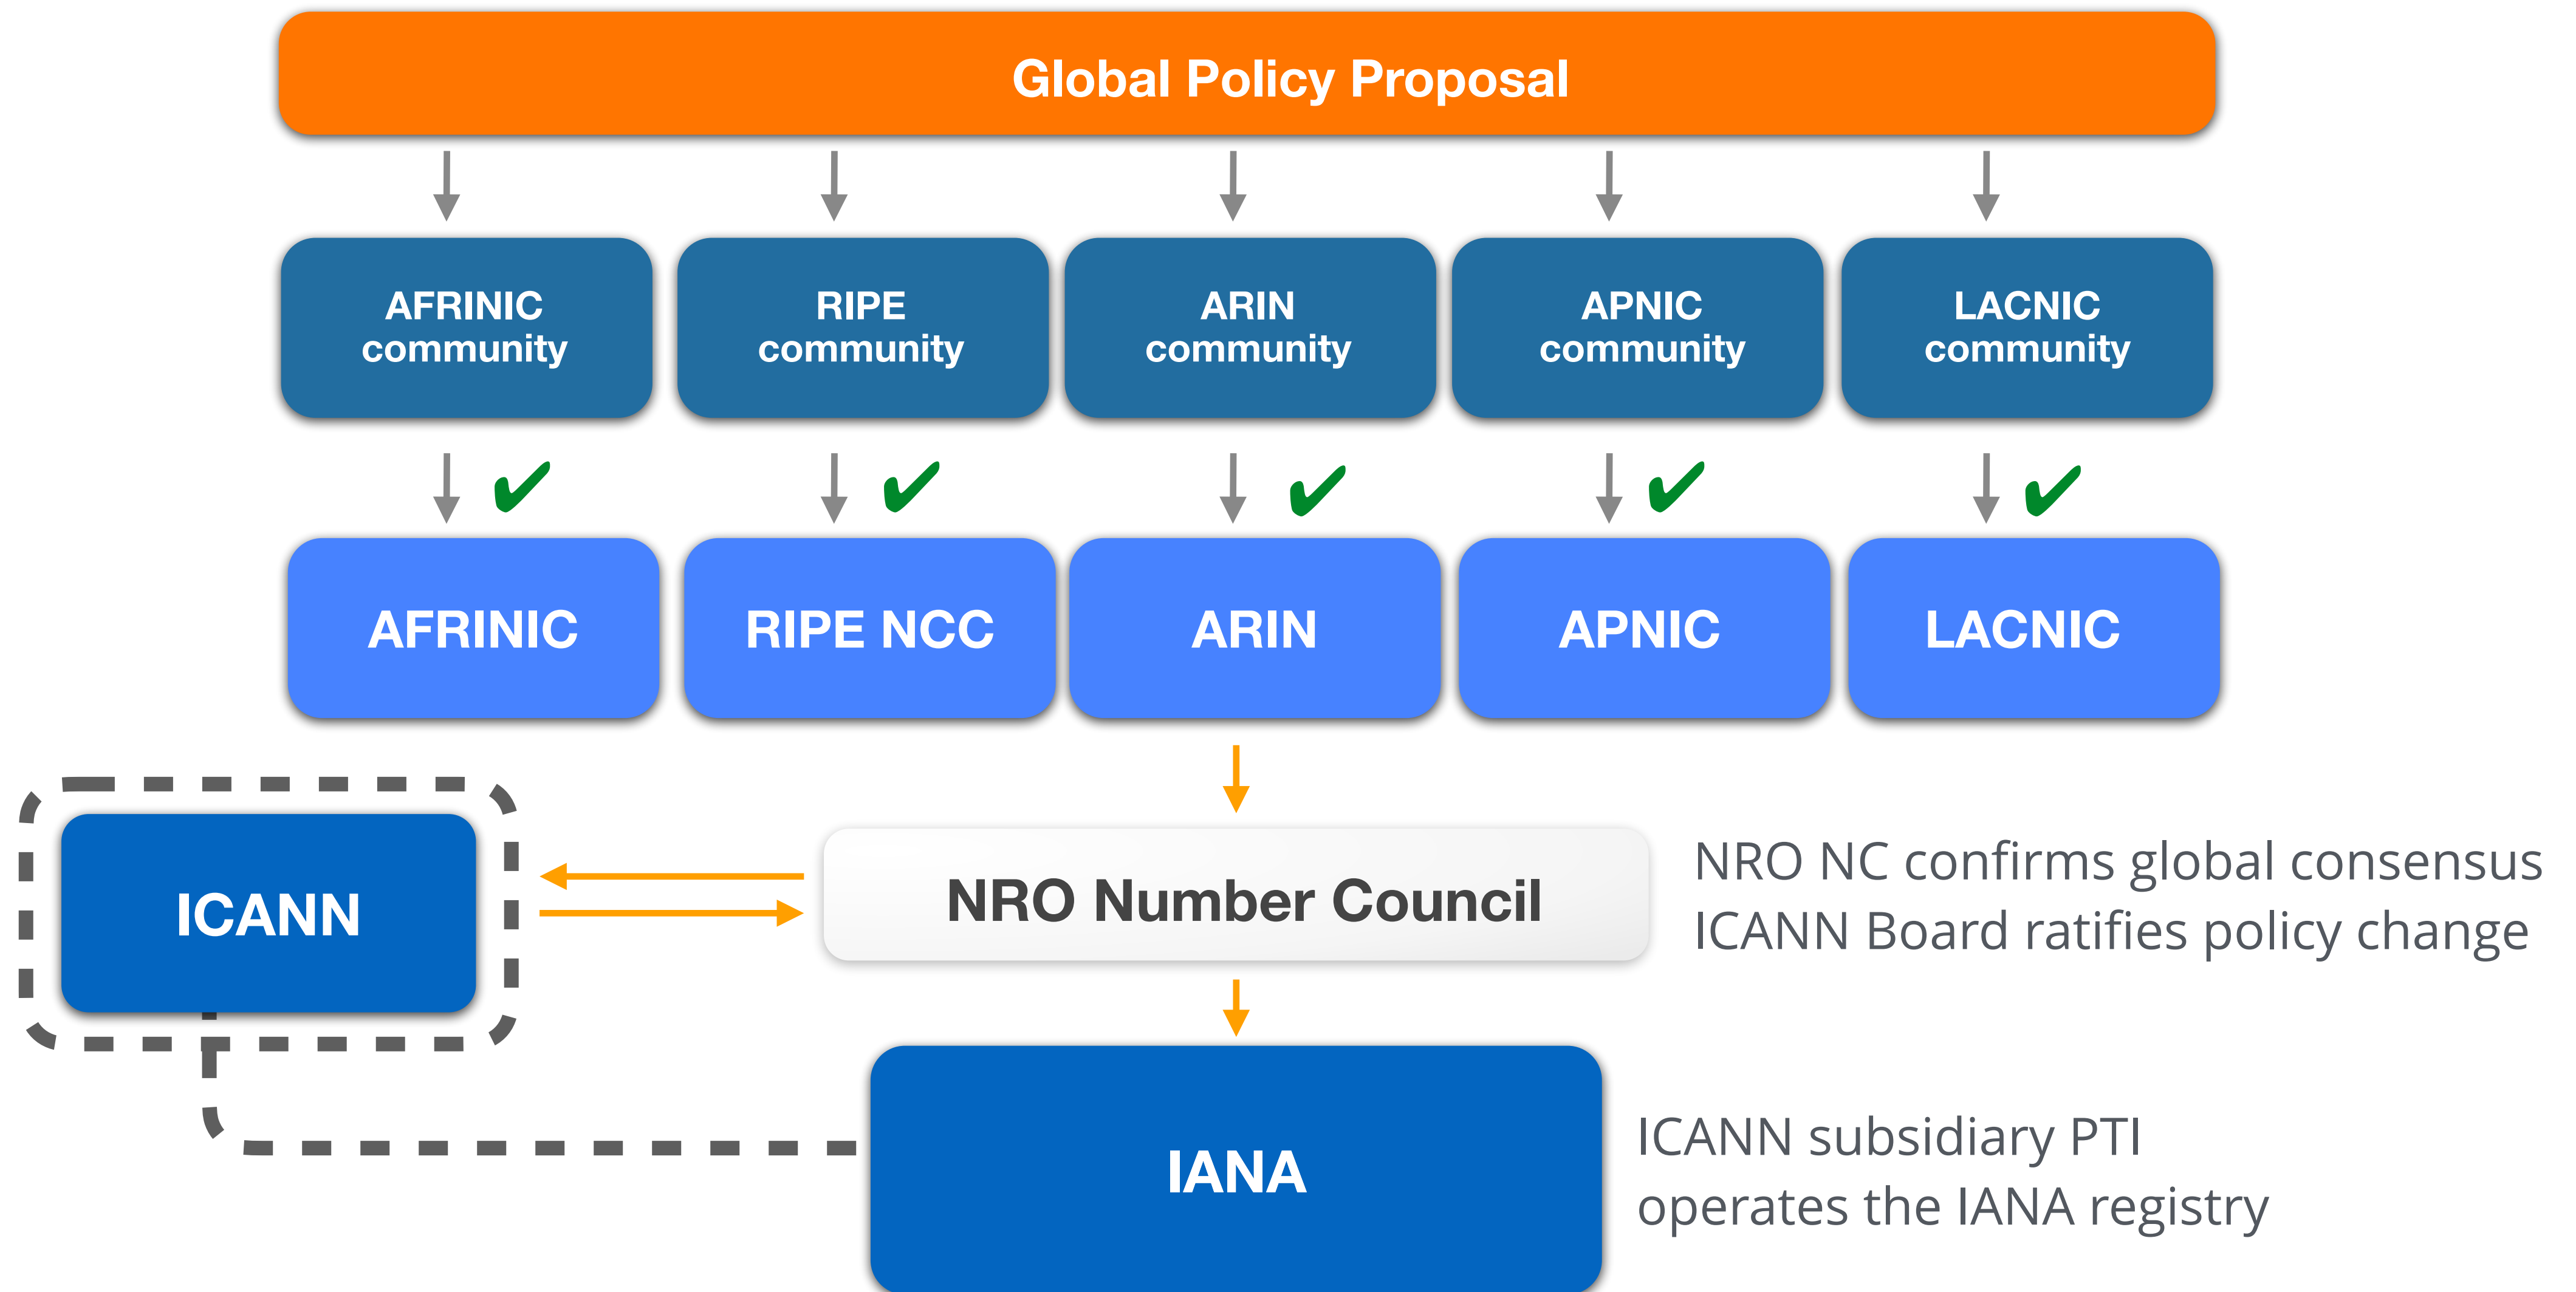 Global Policy Proposal
AFRINIC
community
RIPE
community
ARIN
community
APNIC
community
LACNIC
community
AFRINIC
RIPE NCC
ARIN
APNIC
LACNIC
ICANN
NRO Number Council
NRO NC confirms global consensus
ICANN Board ratifies policy change
IANA
ICANN subsidiary PTI
operates the IANA registry